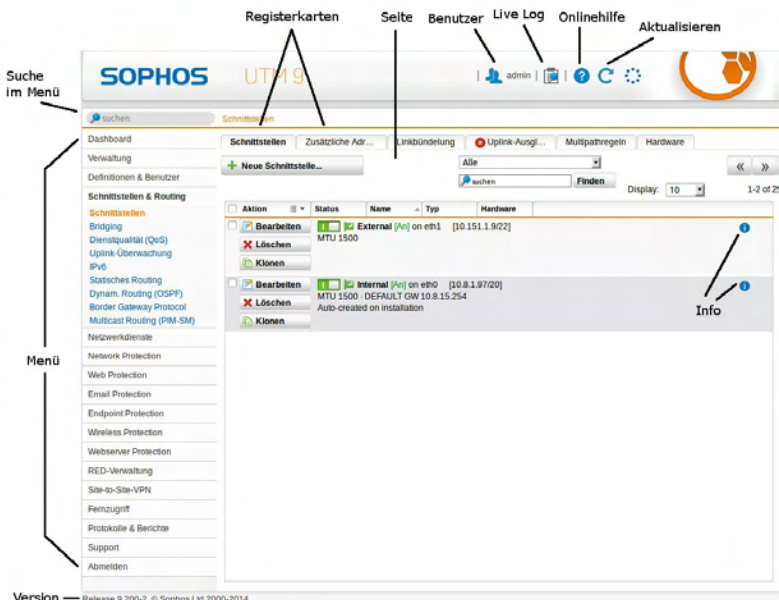 Registerkarten
Seite
Benutzer
Live Log
Onlinehilfe
Aktualisieren
SOPHOS
UTM 9
| admin | |
Suche
im Menü
suchen
Schnittstellen
Dashboard
Verwaltung
Definitionen & Benutzer
Schnittstellen & Routing
Schnittstellen
Bridging
Dienstqualität (QoS)
Uplink-Überwachung
IPv6
Statisches Routing
Dynam. Routing (OSPF)
Border Gateway Protocol
Multicast Routing (PIM-SM)
Netzwerkdienste
Network Protection
Menü
Web Protection
Email Protection
Endpoint Protection
Wireless Protection
Webserver Protection
RED-Verwaltung
Site-to-Site-VPN
Fernzugriff
Protokolle & Berichte
Support
Abmelden
Schnittstellen
Zusätzliche Adr...
Linkbündelung
Uplink-Ausgl...
Multipathregeln
Hardware
+ Neue Schnittstelle...
Alle
suchen
Finden
Display: 10
« »
1-2 of 25
Aktion
Status
Name
Typ
Hardware
Bearbeiten
Löschen
Klonen
External [An] on eth1 [10.151.1.9/22]
MTU 1500
Bearbeiten
Löschen
Klonen
Internal [An] on eth0 [10.8.1.97/20]
MTU 1500 · DEFAULT GW 10.8.15.254
Auto-created on installation
Info
Version
Release 9.200-2 © Sophos Ltd 2000-2014